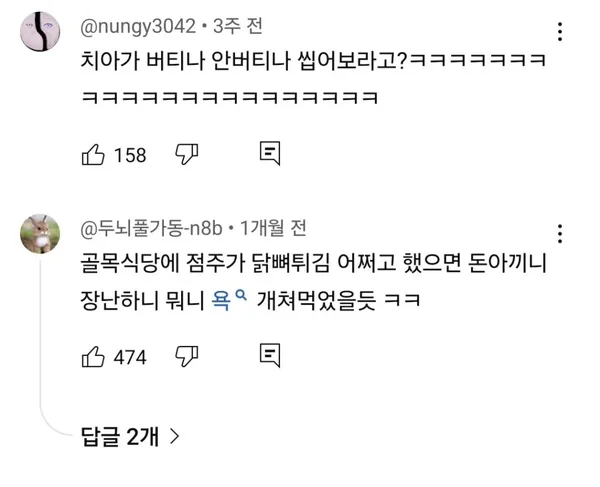 @nungy3042 • 3주 전
치아가 버티나 안버티나 씹어보라고?ㅋㅋㅋㅋㅋㅋㅋ
ㅋㅋㅋㅋㅋㅋㅋㅋㅋㅋㅋㅋㅋㅋㅋ
158
@두뇌풀가동-n8b • 1개월 전
골목식당에 점주가 닭뼈튀김 어쩌고 했으면 돈아끼니
장난하니 뭐니 욕 개쳐먹었을듯 ㅋㅋ
474
답글 2개